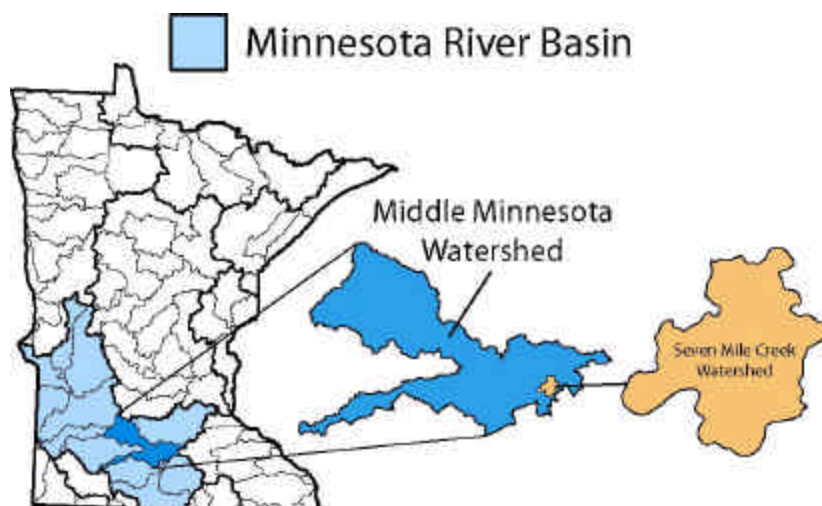 Minnesota River Basin
Middle Minnesota
Watershed
Seven Mile Creek
Watershed